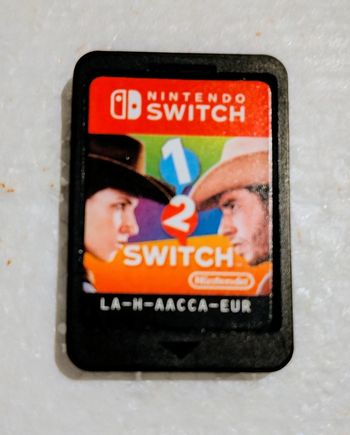 NINTENDO
SWITCH
1
2
SWITCH
Nintendo
LA-H-AACCA-EUR